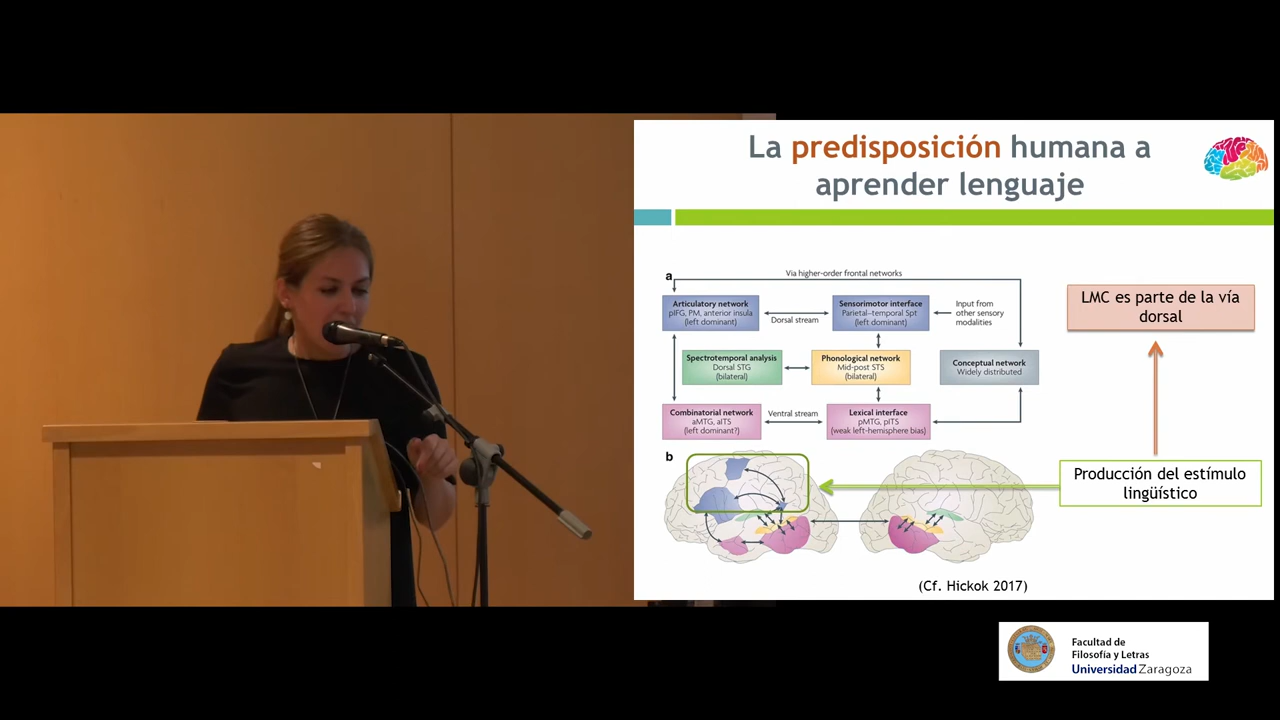 La predisposición humana a
aprender lenguaje
a
Via higher-order frontal networks
Articulatory network
pIFG, PM, anterior insula
(left dominant)
Dorsal stream
Sensorimotor interface
Parietal–temporal Spt
(left dominant)
Input from
other sensory
modalities
Spectrotemporal analysis
Dorsal STG
(bilateral)
Phonological network
Mid-post STS
(bilateral)
Conceptual network
Widely distributed
Combinatorial network
aMTG, aITS
(left dominant?)
Ventral stream
Lexical interface
pMTG, pITS
(weak left-hemisphere bias)
b
LMC es parte de la vía
dorsal
Producción del estímulo
lingüístico
(Cf. Hickok 2017)
Facultad de
Filosofía y Letras
Universidad Zaragoza